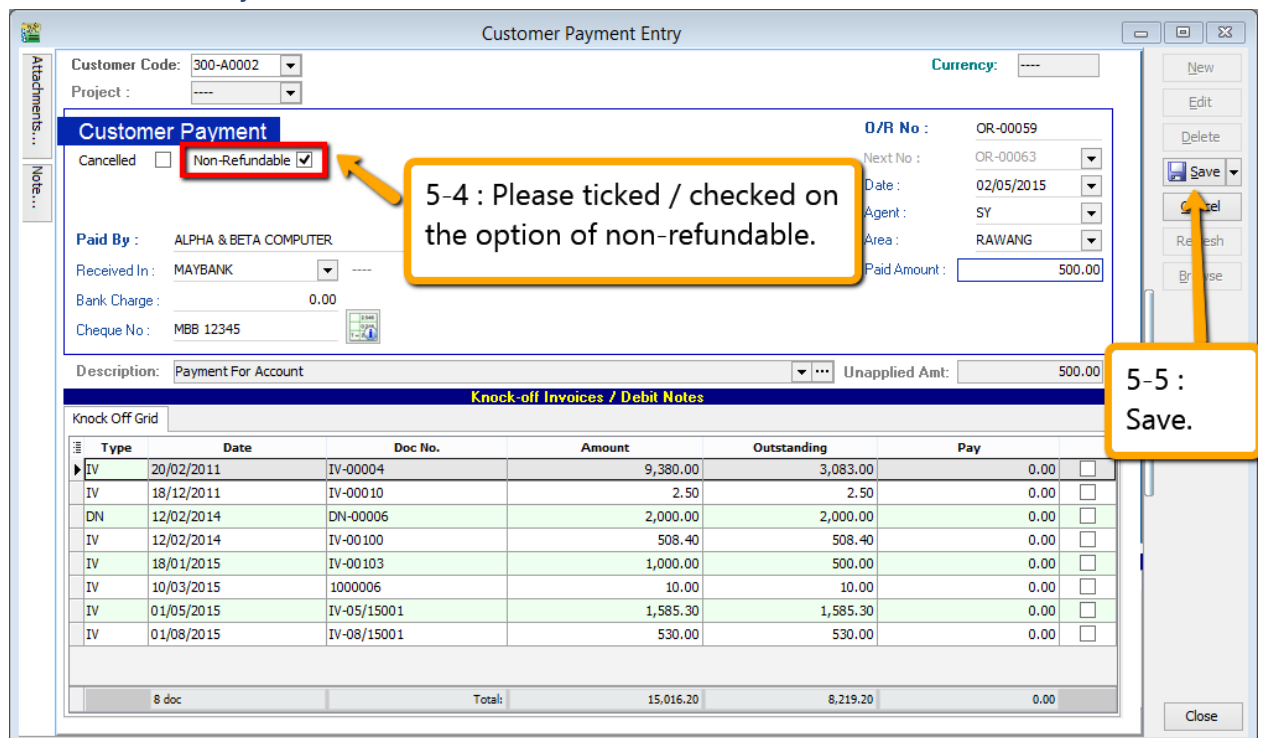 Customer Payment Entry
Attachments...
Note...
Customer Code: 300-A0002
Currency: ----
Project : ----
Customer Payment
Cancelled Non-Refundable
O/R No : OR-00059
Next No : OR-00063
Date : 02/05/2015
Agent : SY
Area : RAWANG
Paid Amount : 500.00
Paid By : ALPHA & BETA COMPUTER
Received In : MAYBANK ----
Bank Charge : 0.00
Cheque No : MBB 12345
5-4 : Please ticked / checked on
the option of non-refundable.
Description: Payment For Account
Unapplied Amt: 500.00
Knock-off Invoices / Debit Notes
Knock Off Grid
Type Date Doc No. Amount Outstanding Pay
IV 20/02/2011 IV-00004 9,380.00 3,083.00 0.00
IV 18/12/2011 IV-00010 2.50 2.50 0.00
DN 12/02/2014 DN-00006 2,000.00 2,000.00 0.00
IV 12/02/2014 IV-00100 508.40 508.40 0.00
IV 18/01/2015 IV-00103 1,000.00 500.00 0.00
IV 10/03/2015 1000006 10.00 10.00 0.00
IV 01/05/2015 IV-05/15001 1,585.30 1,585.30 0.00
IV 01/08/2015 IV-08/15001 530.00 530.00 0.00
8 doc Total: 15,016.20 8,219.20 0.00
New
Edit
Delete
Save
5-5 :
Save.
Close